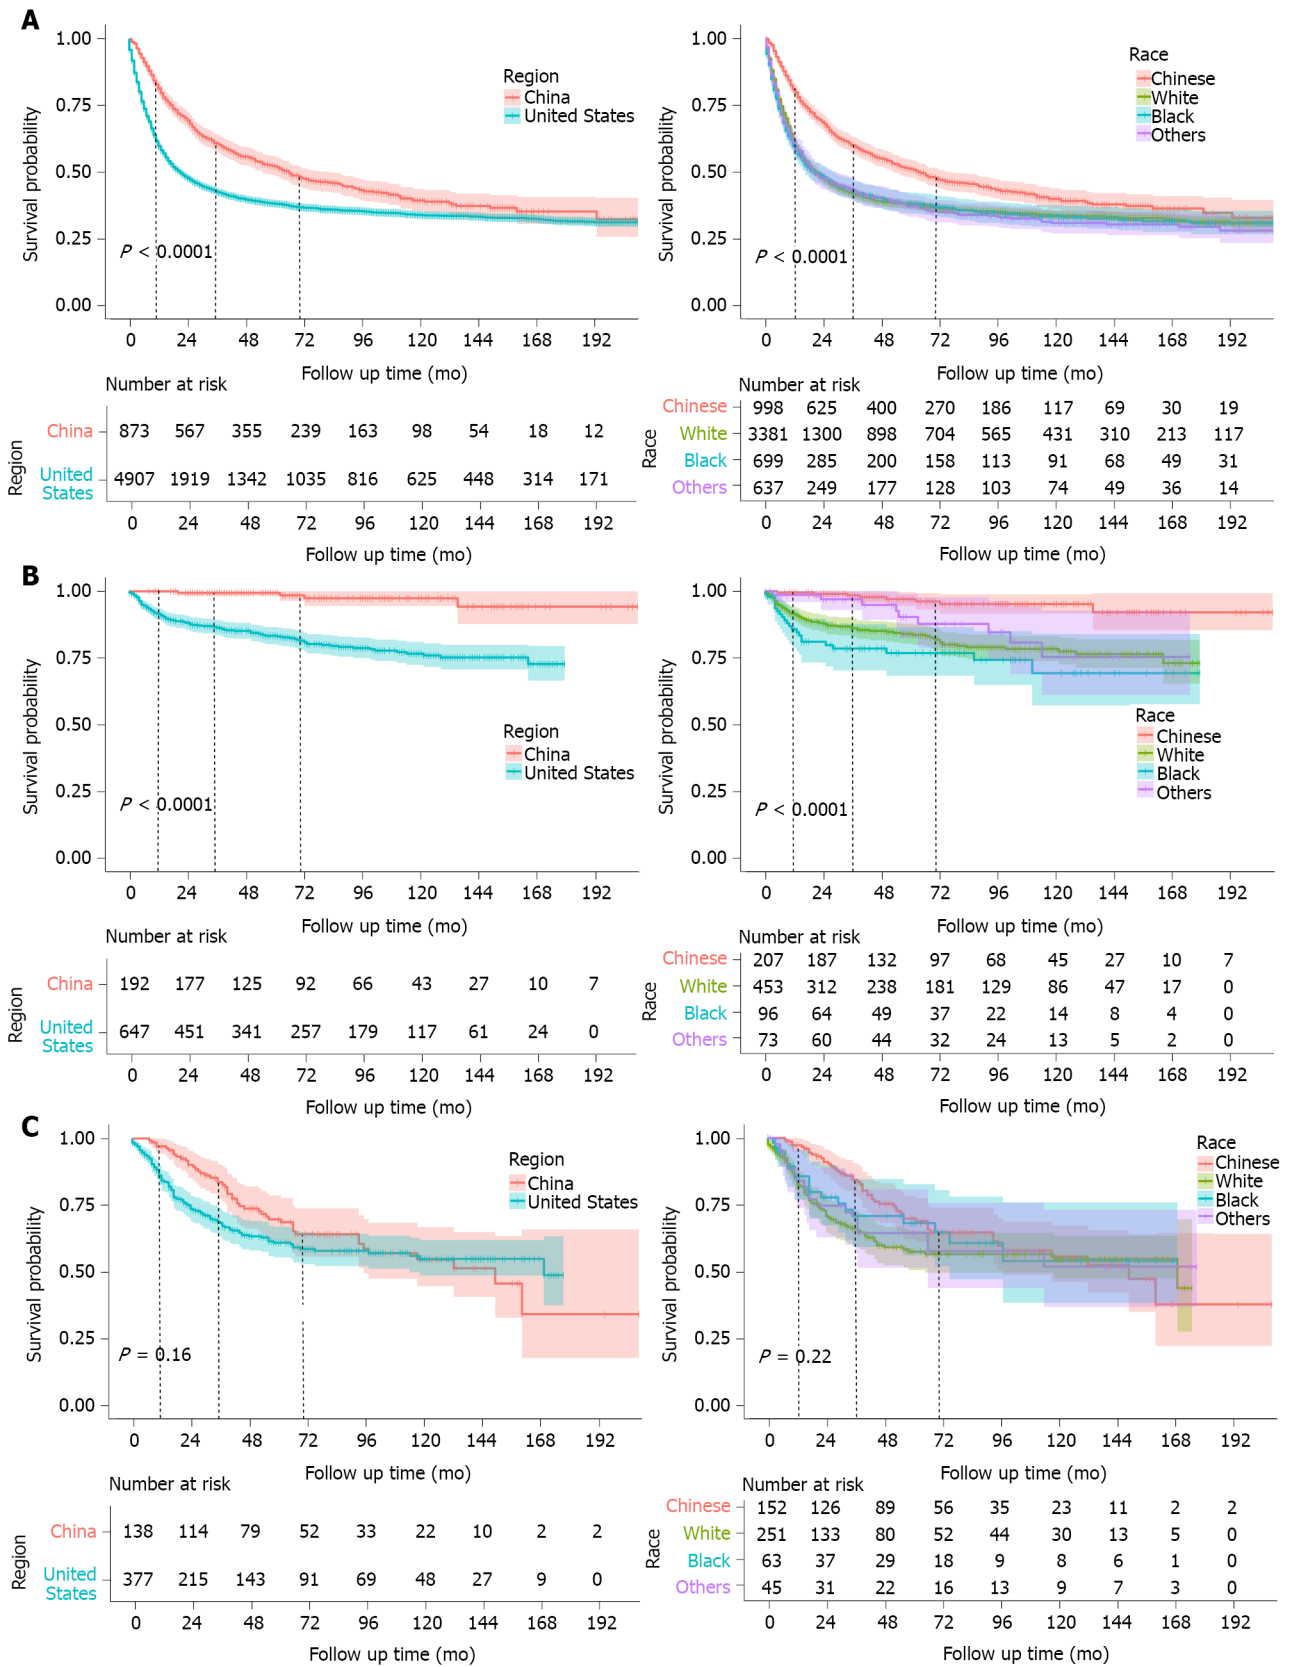 A
1.00
0.75
0.50
0.25
0.00
Survival probability
Region
China
United States
P < 0.0001
0 24 48 72 96 120 144 168 192
Follow up time (mo)
Number at risk
Region
China 873 567 355 239 163 98 54 18 12
United States 4907 1919 1342 1035 816 625 448 314 171
0 24 48 72 96 120 144 168 192
Follow up time (mo)
1.00
0.75
0.50
0.25
0.00
Survival probability
Race
Chinese
White
Black
Others
P < 0.0001
0 24 48 72 96 120 144 168 192
Follow up time (mo)
Number at risk
Race
Chinese 998 625 400 270 186 117 69 30 19
White 3381 1300 898 704 565 431 310 213 117
Black 699 285 200 158 113 91 68 49 31
Others 637 249 177 128 103 74 49 36 14
0 24 48 72 96 120 144 168 192
Follow up time (mo)
B
1.00
0.75
0.50
0.25
0.00
Survival probability
Region
China
United States
P < 0.0001
0 24 48 72 96 120 144 168 192
Follow up time (mo)
Number at risk
Region
China 192 177 125 92 66 43 27 10 7
United States 647 451 341 257 179 117 61 24 0
0 24 48 72 96 120 144 168 192
Follow up time (mo)
1.00
0.75
0.50
0.25
0.00
Survival probability
Race
Chinese
White
Black
Others
P < 0.0001
0 24 48 72 96 120 144 168 192
Follow up time (mo)
Number at risk
Race
Chinese 207 187 132 97 68 45 27 10 7
White 453 312 238 181 129 86 47 17 0
Black 96 64 49 37 22 14 8 4 0
Others 73 60 44 32 24 13 5 2 0
0 24 48 72 96 120 144 168 192
Follow up time (mo)
C
1.00
0.75
0.50
0.25
0.00
Survival probability
Region
China
United States
P = 0.16
0 24 48 72 96 120 144 168 192
Follow up time (mo)
Number at risk
Region
China 138 114 79 52 33 22 10 2 2
United States 377 215 143 91 69 48 27 9 0
0 24 48 72 96 120 144 168 192
Follow up time (mo)
1.00
0.75
0.50
0.25
0.00
Survival probability
Race
Chinese
White
Black
Others
P = 0.22
0 24 48 72 96 120 144 168 192
Follow up time (mo)
Number at risk
Race
Chinese 152 126 89 56 35 23 11 2 2
White 251 133 80 52 44 30 13 5 0
Black 63 37 29 18 9 8 6 1 0
Others 45 31 22 16 13 9 7 3 0
0 24 48 72 96 120 144 168 192
Follow up time (mo)